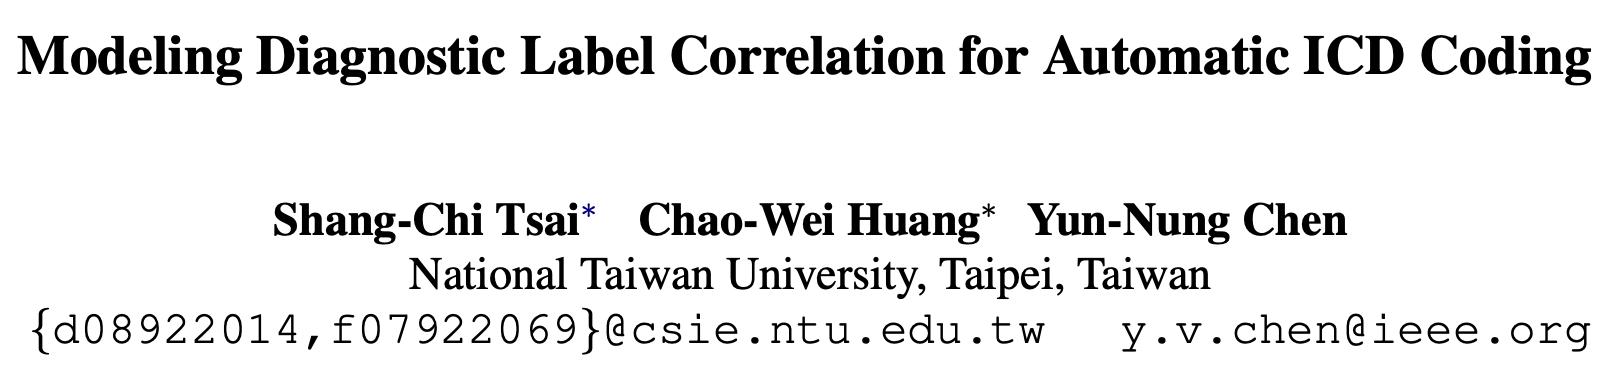 Modeling Diagnostic Label Correlation for Automatic ICD Coding
Shang-Chi Tsai* Chao-Wei Huang* Yun-Nung Chen
National Taiwan University, Taipei, Taiwan
{d08922014,f07922069}@csie.ntu.edu.tw y.v.chen@ieee.org